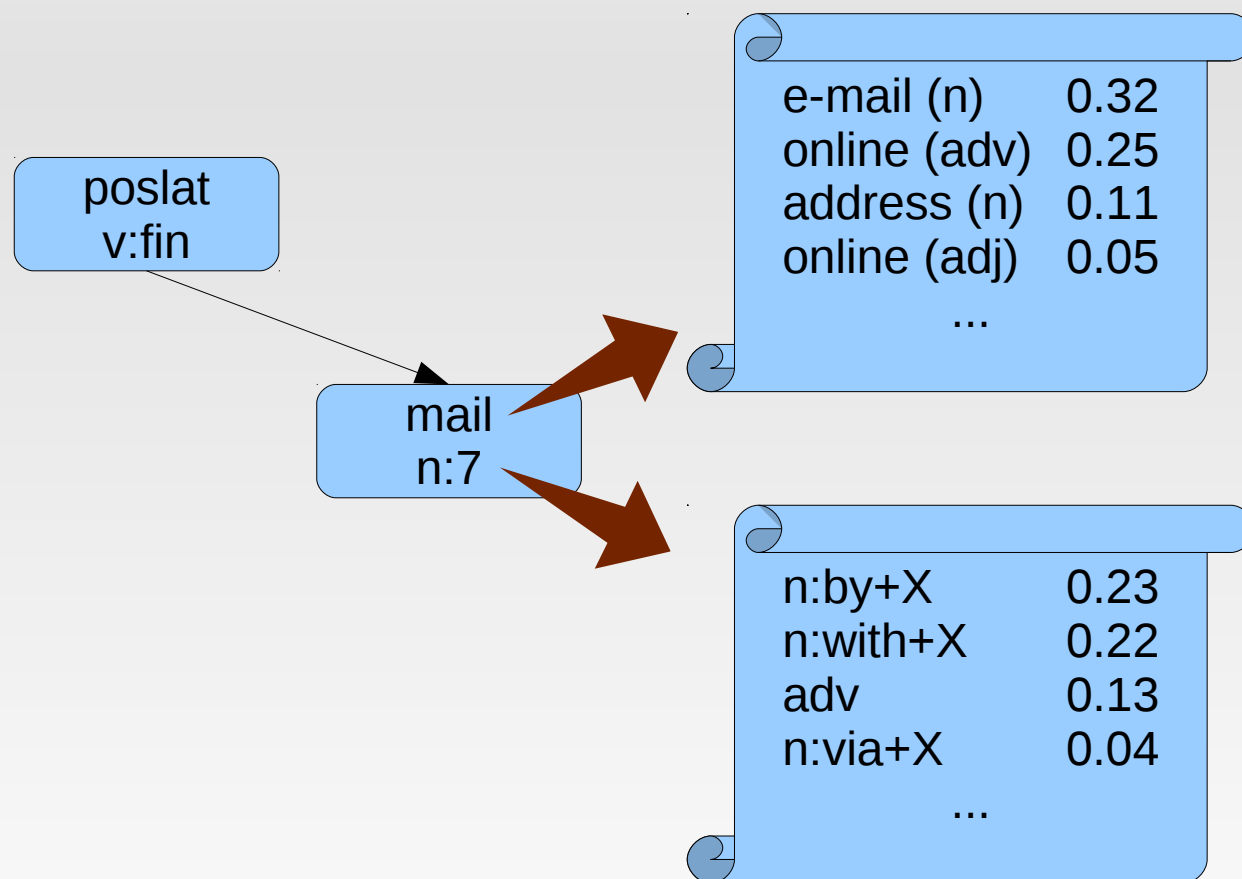 poslat
v:fin
mail
n:7
e-mail (n) 0.32
online (adv) 0.25
address (n) 0.11
online (adj) 0.05
...
n:by+X 0.23
n:with+X 0.22
adv 0.13
n:via+X 0.04
...